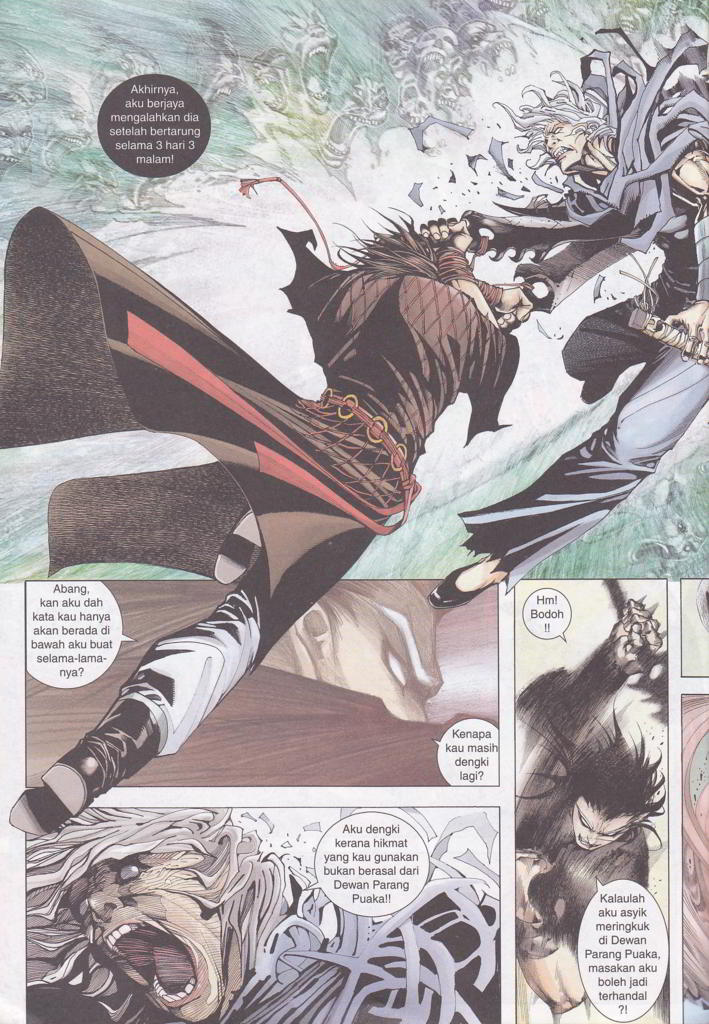 Akhirnya,
aku berjaya
mengalahkan dia
setelah bertarung
selama 3 hari 3
malam!
Abang,
kan aku dah
kata kau hanya
akan berada di
bawah aku buat
selama-lama-
nya?
Kenapa
kau masih
dengki
lagi?
Hm!
Bodoh
!!
Aku dengki
kerana hikmat
yang kau gunakan
bukan berasal dari
Dewan Parang
Puaka!!
Kalaulah
aku asyik
meringkuk
di Dewan
Parang Puaka,
masakan aku
boleh jadi
terhandal
?!